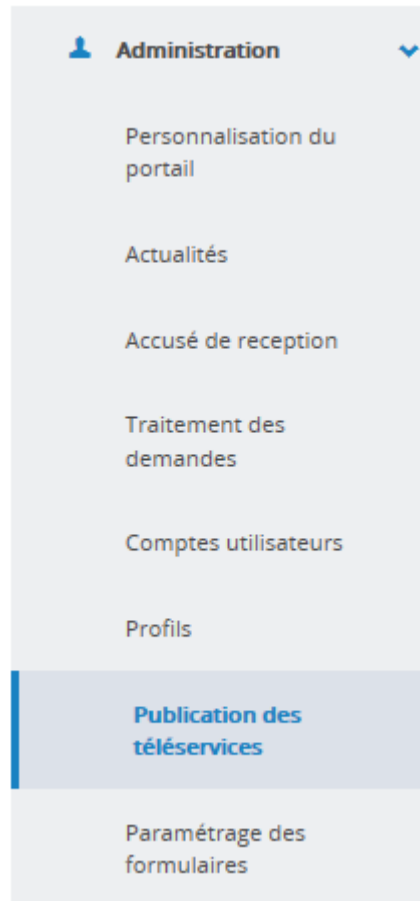 Administration
Personnalisation du
portail
Actualités
Accusé de reception
Traitement des
demandes
Comptes utilisateurs
Profils
Publication des
téléservices
Paramétrage des
formulaires